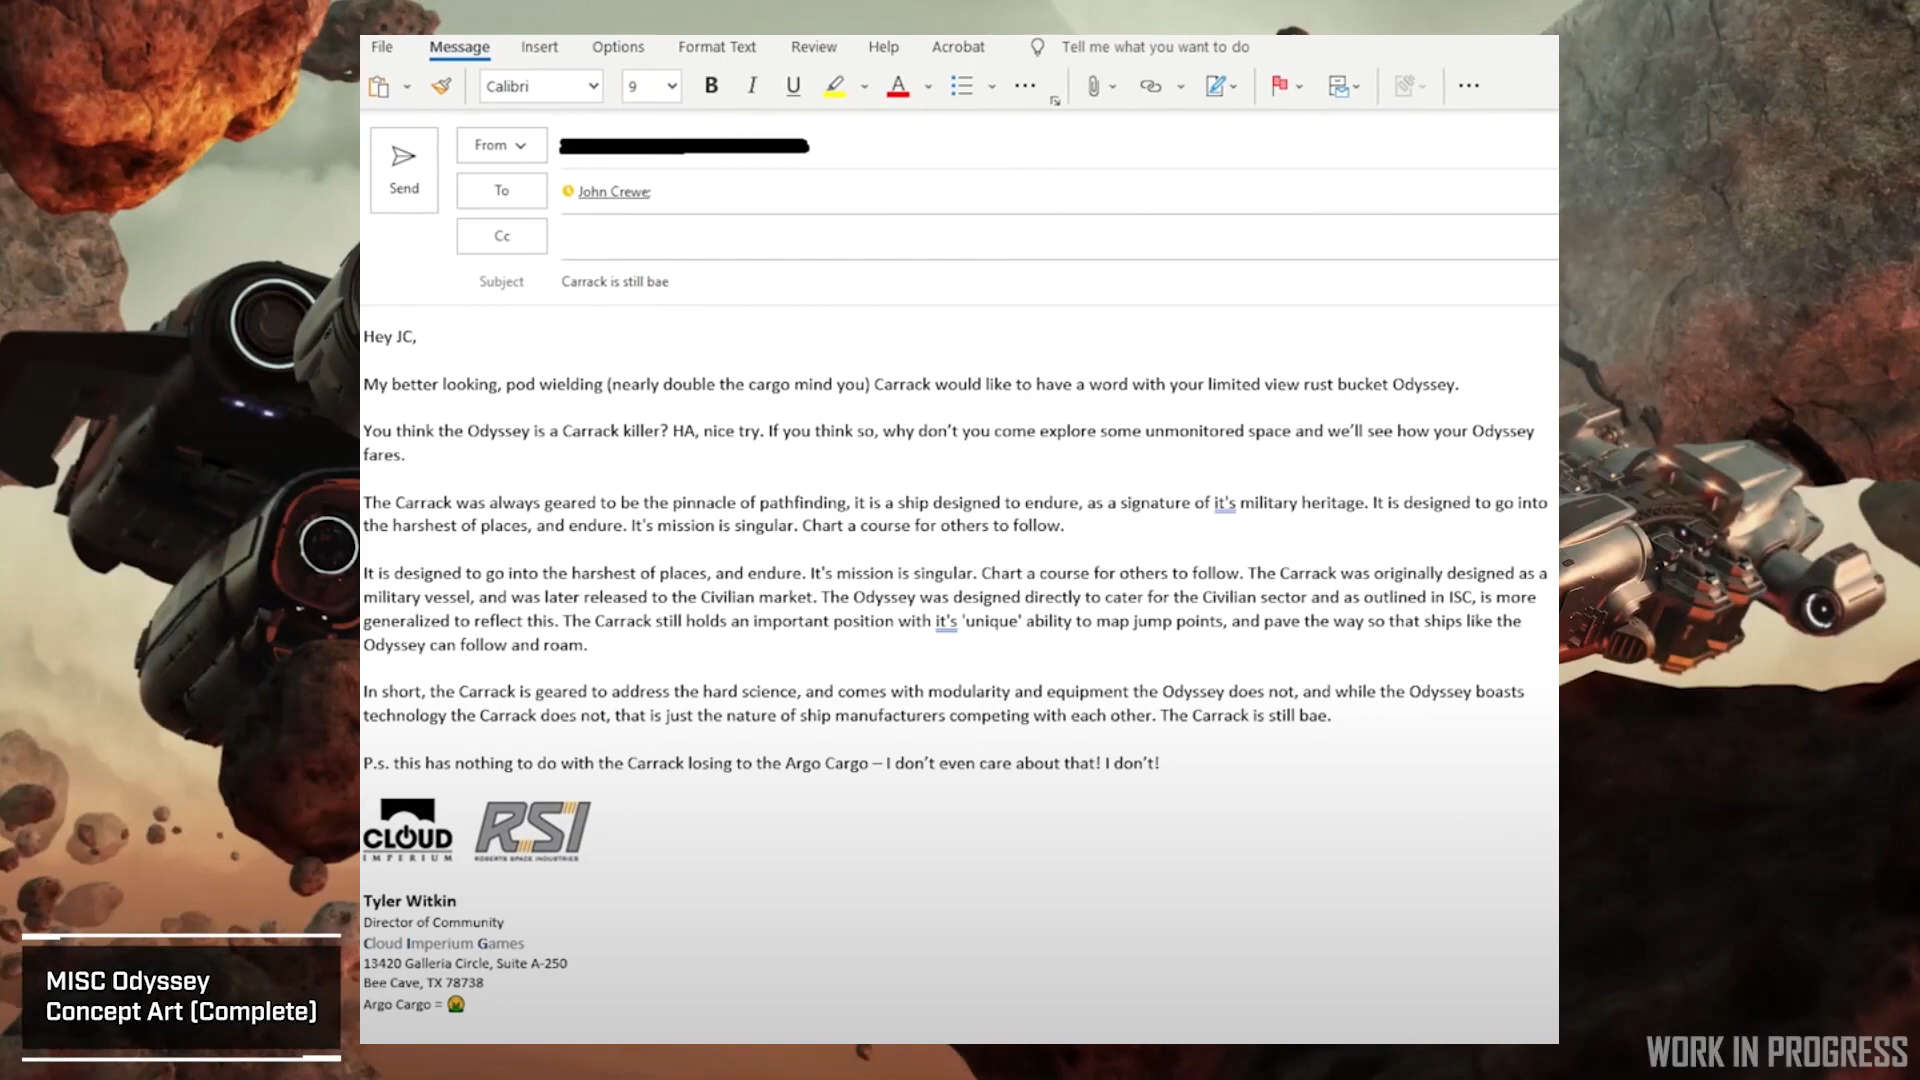 File Message Insert Options Format Text Review Help Acrobat Tell me what you want to do
Calibri 9 B I U A
Send
From
To John Crewe;
Cc
Subject Carrack is still bae
Hey JC,
My better looking, pod wielding (nearly double the cargo mind you) Carrack would like to have a word with your limited view rust bucket Odyssey.
You think the Odyssey is a Carrack killer? HA, nice try. If you think so, why don't you come explore some unmonitored space and we'll see how your Odyssey
fares.
The Carrack was always geared to be the pinnacle of pathfinding, it is a ship designed to endure, as a signature of it's military heritage. It is designed to go into
the harshest of places, and endure. It's mission is singular. Chart a course for others to follow.
It is designed to go into the harshest of places, and endure. It's mission is singular. Chart a course for others to follow. The Carrack was originally designed as a
military vessel, and was later released to the Civilian market. The Odyssey was designed directly to cater for the Civilian sector and as outlined in ISC, is more
generalized to reflect this. The Carrack still holds an important position with it's 'unique' ability to map jump points, and pave the way so that ships like the
Odyssey can follow and roam.
In short, the Carrack is geared to address the hard science, and comes with modularity and equipment the Odyssey does not, and while the Odyssey boasts
technology the Carrack does not, that is just the nature of ship manufacturers competing with each other. The Carrack is still bae.
P.s. this has nothing to do with the Carrack losing to the Argo Cargo – I don't even care about that! I don't!
CLOUD
IMPERIUM
RSI
ROBERTS SPACE INDUSTRIES
Tyler Witkin
Director of Community
Cloud Imperium Games
13420 Galleria Circle, Suite A-250
Bee Cave, TX 78738
Argo Cargo =
MISC Odyssey
Concept Art (Complete)
WORK IN PROGRESS